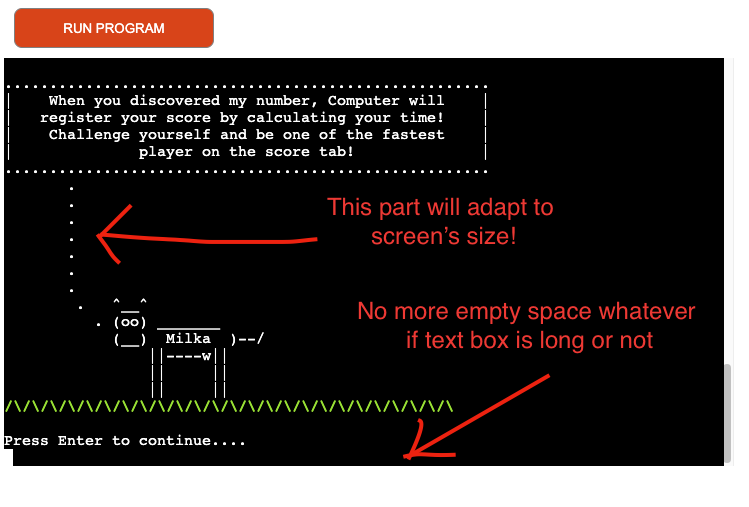 RUN PROGRAM
......................................................
| When you discovered my number, Computer will |
| register your score by calculating your time! |
| Challenge yourself and be one of the fastest |
| player on the score tab! |
......................................................
.
.
.
This part will adapt to
.
screen's size!
.
.
.
. ^__^
No more empty space whatever
. (oo) _______
if text box is long or not
(__) Milka )--/
||----w||
|| ||
|| ||
/\/\/\/\/\/\/\/\/\/\/\/\/\/\/\/\/\/\/\/\/\/\/\/\/\
Press Enter to continue....